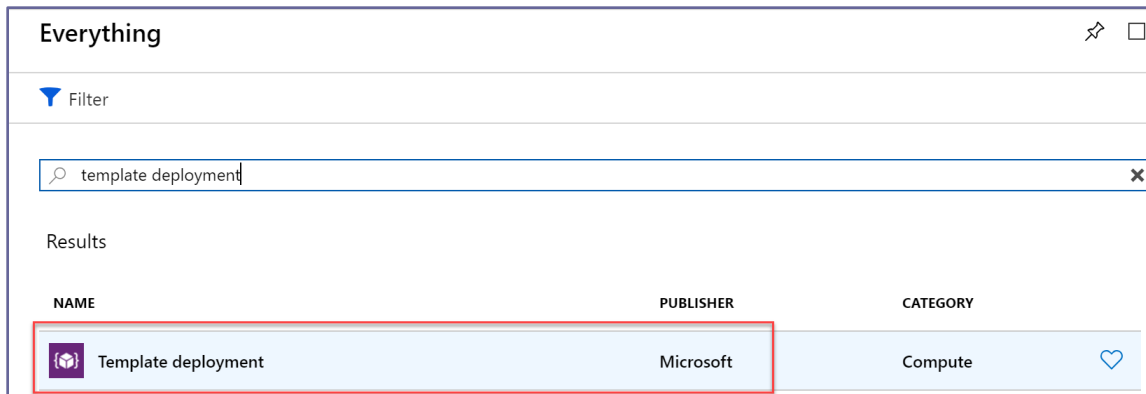 Everything
Filter
template deployment
Results
NAME PUBLISHER CATEGORY
Template deployment Microsoft Compute